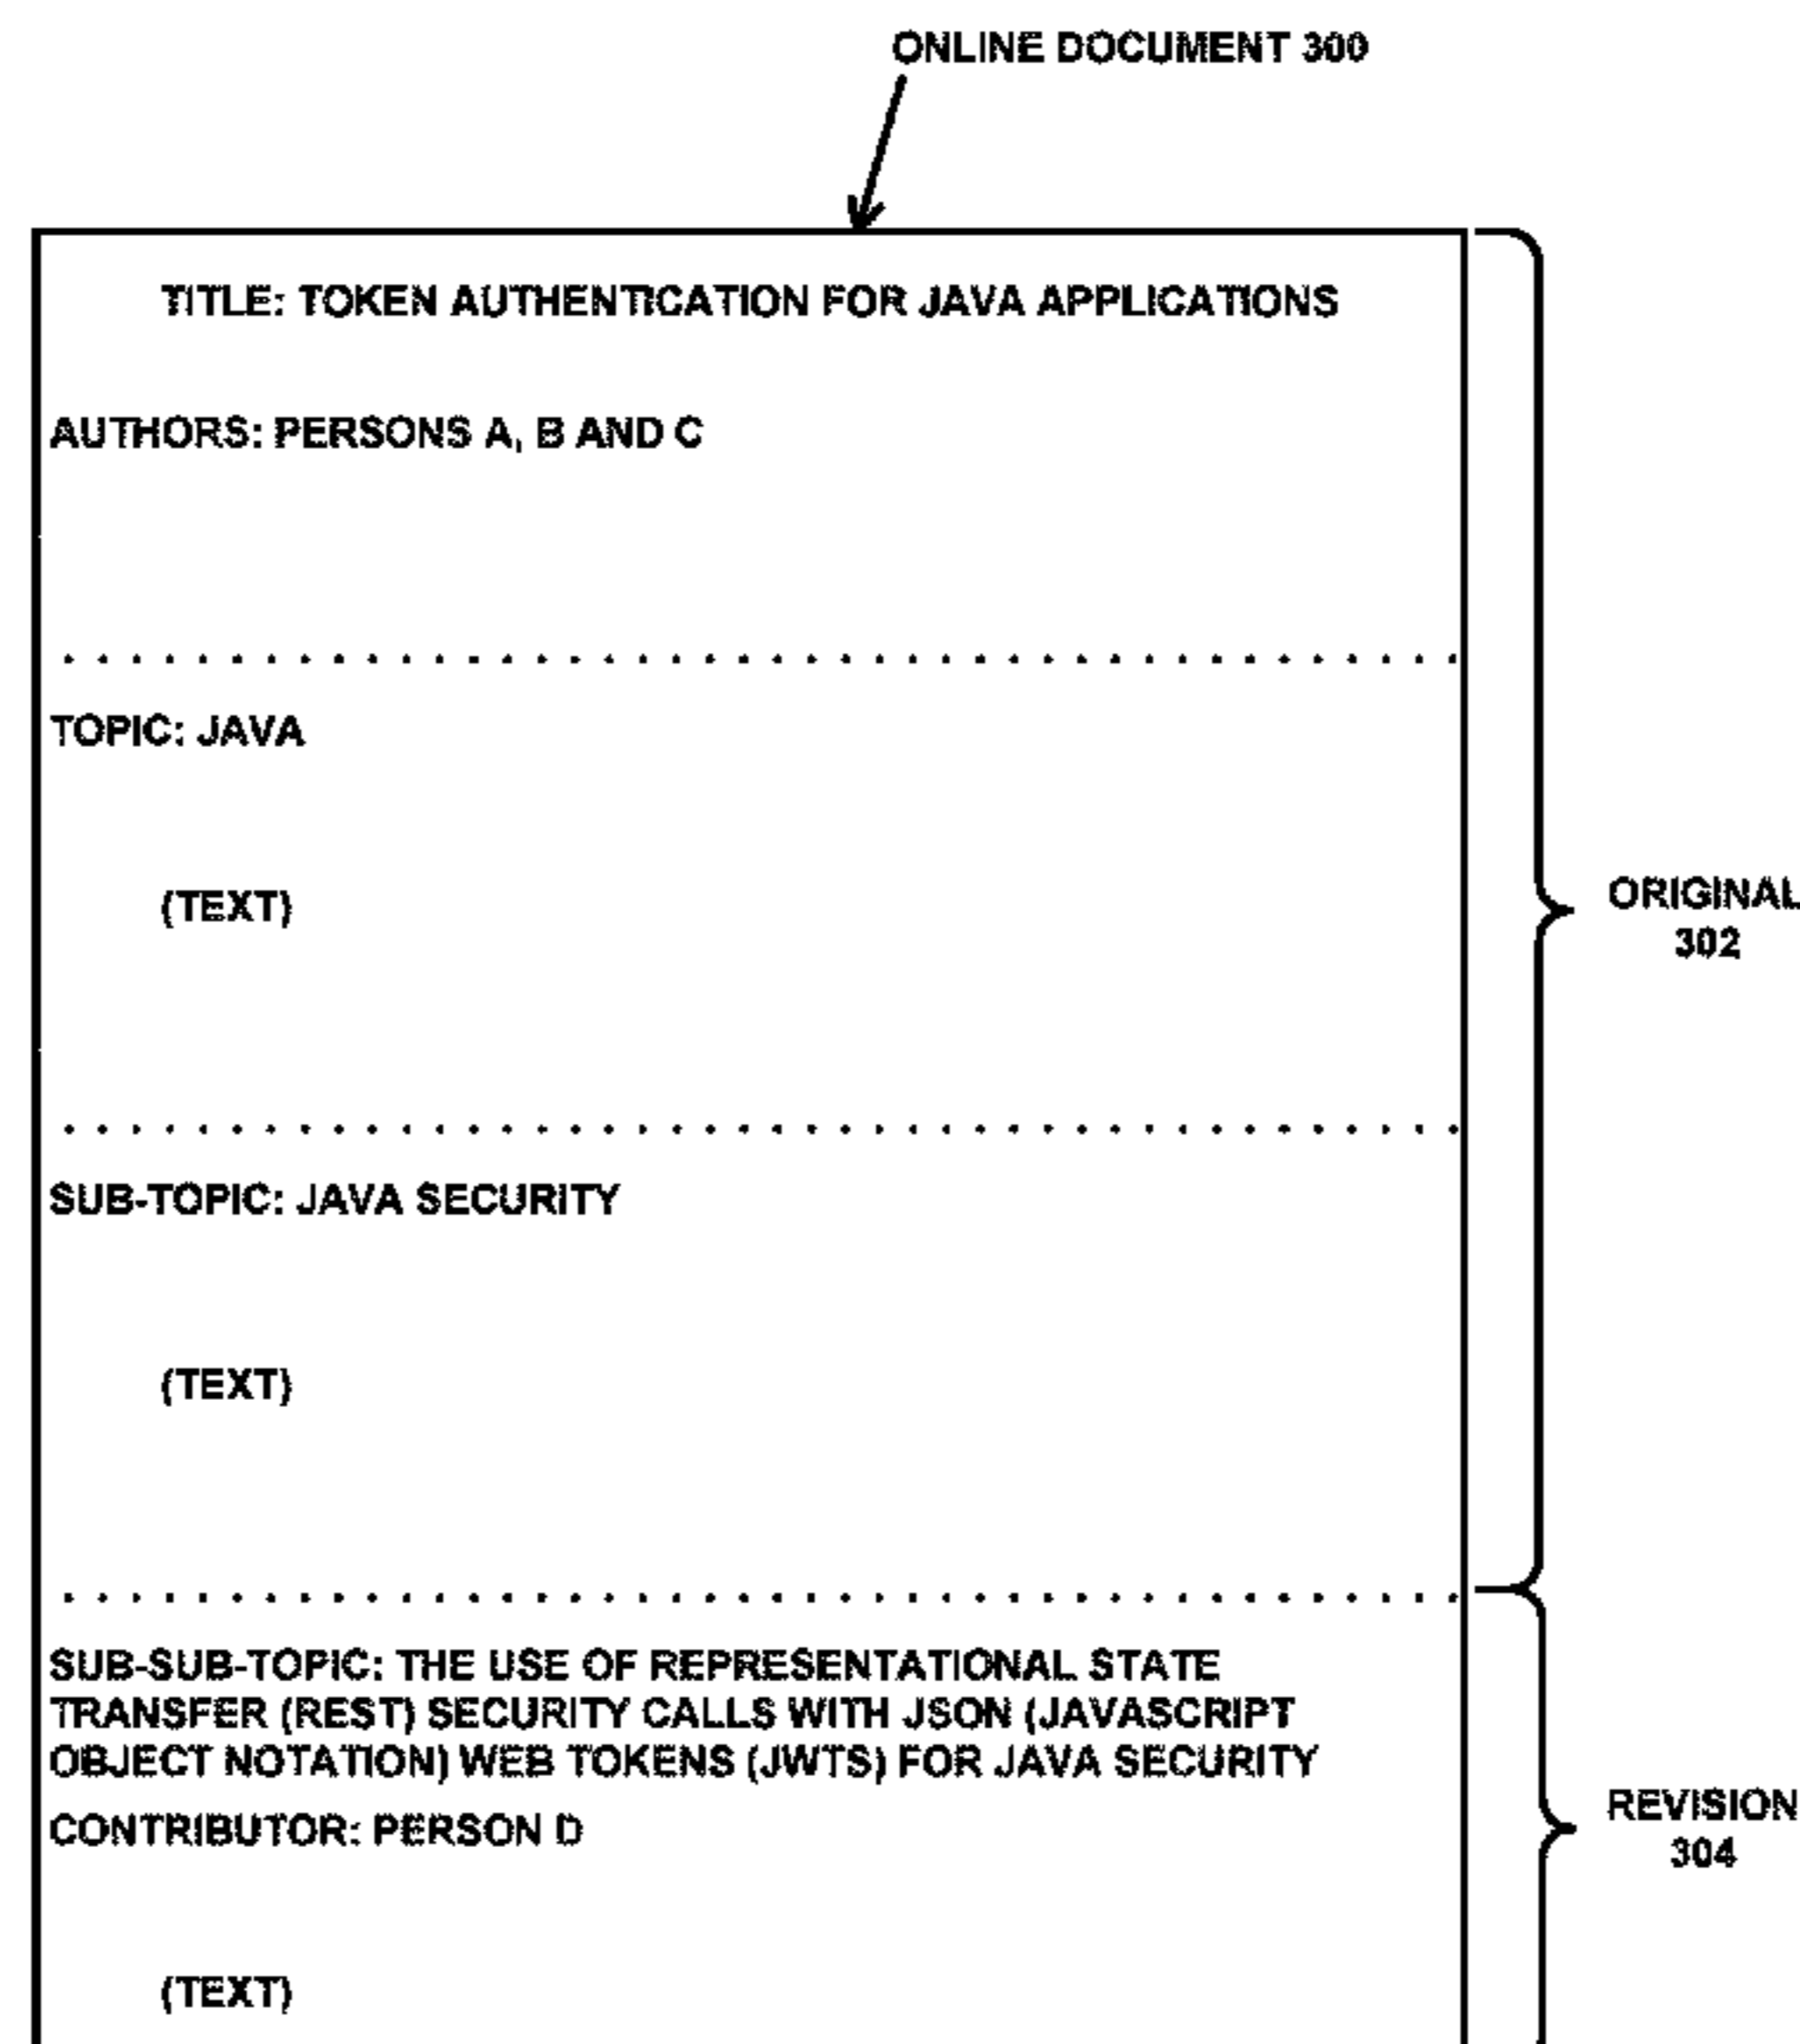 ONLINE DOCUMENT 300
TITLE: TOKEN AUTHENTICATION FOR JAVA APPLICATIONS
AUTHORS: PERSONS A, B AND C
TOPIC: JAVA
(TEXT)
ORIGINAL
302
SUB-TOPIC: JAVA SECURITY
(TEXT)
SUB-SUB-TOPIC: THE USE OF REPRESENTATIONAL STATE
TRANSFER (REST) SECURITY CALLS WITH JSON (JAVASCRIPT
OBJECT NOTATION) WEB TOKENS (JWTS) FOR JAVA SECURITY
CONTRIBUTOR: PERSON D
REVISION
304
(TEXT)